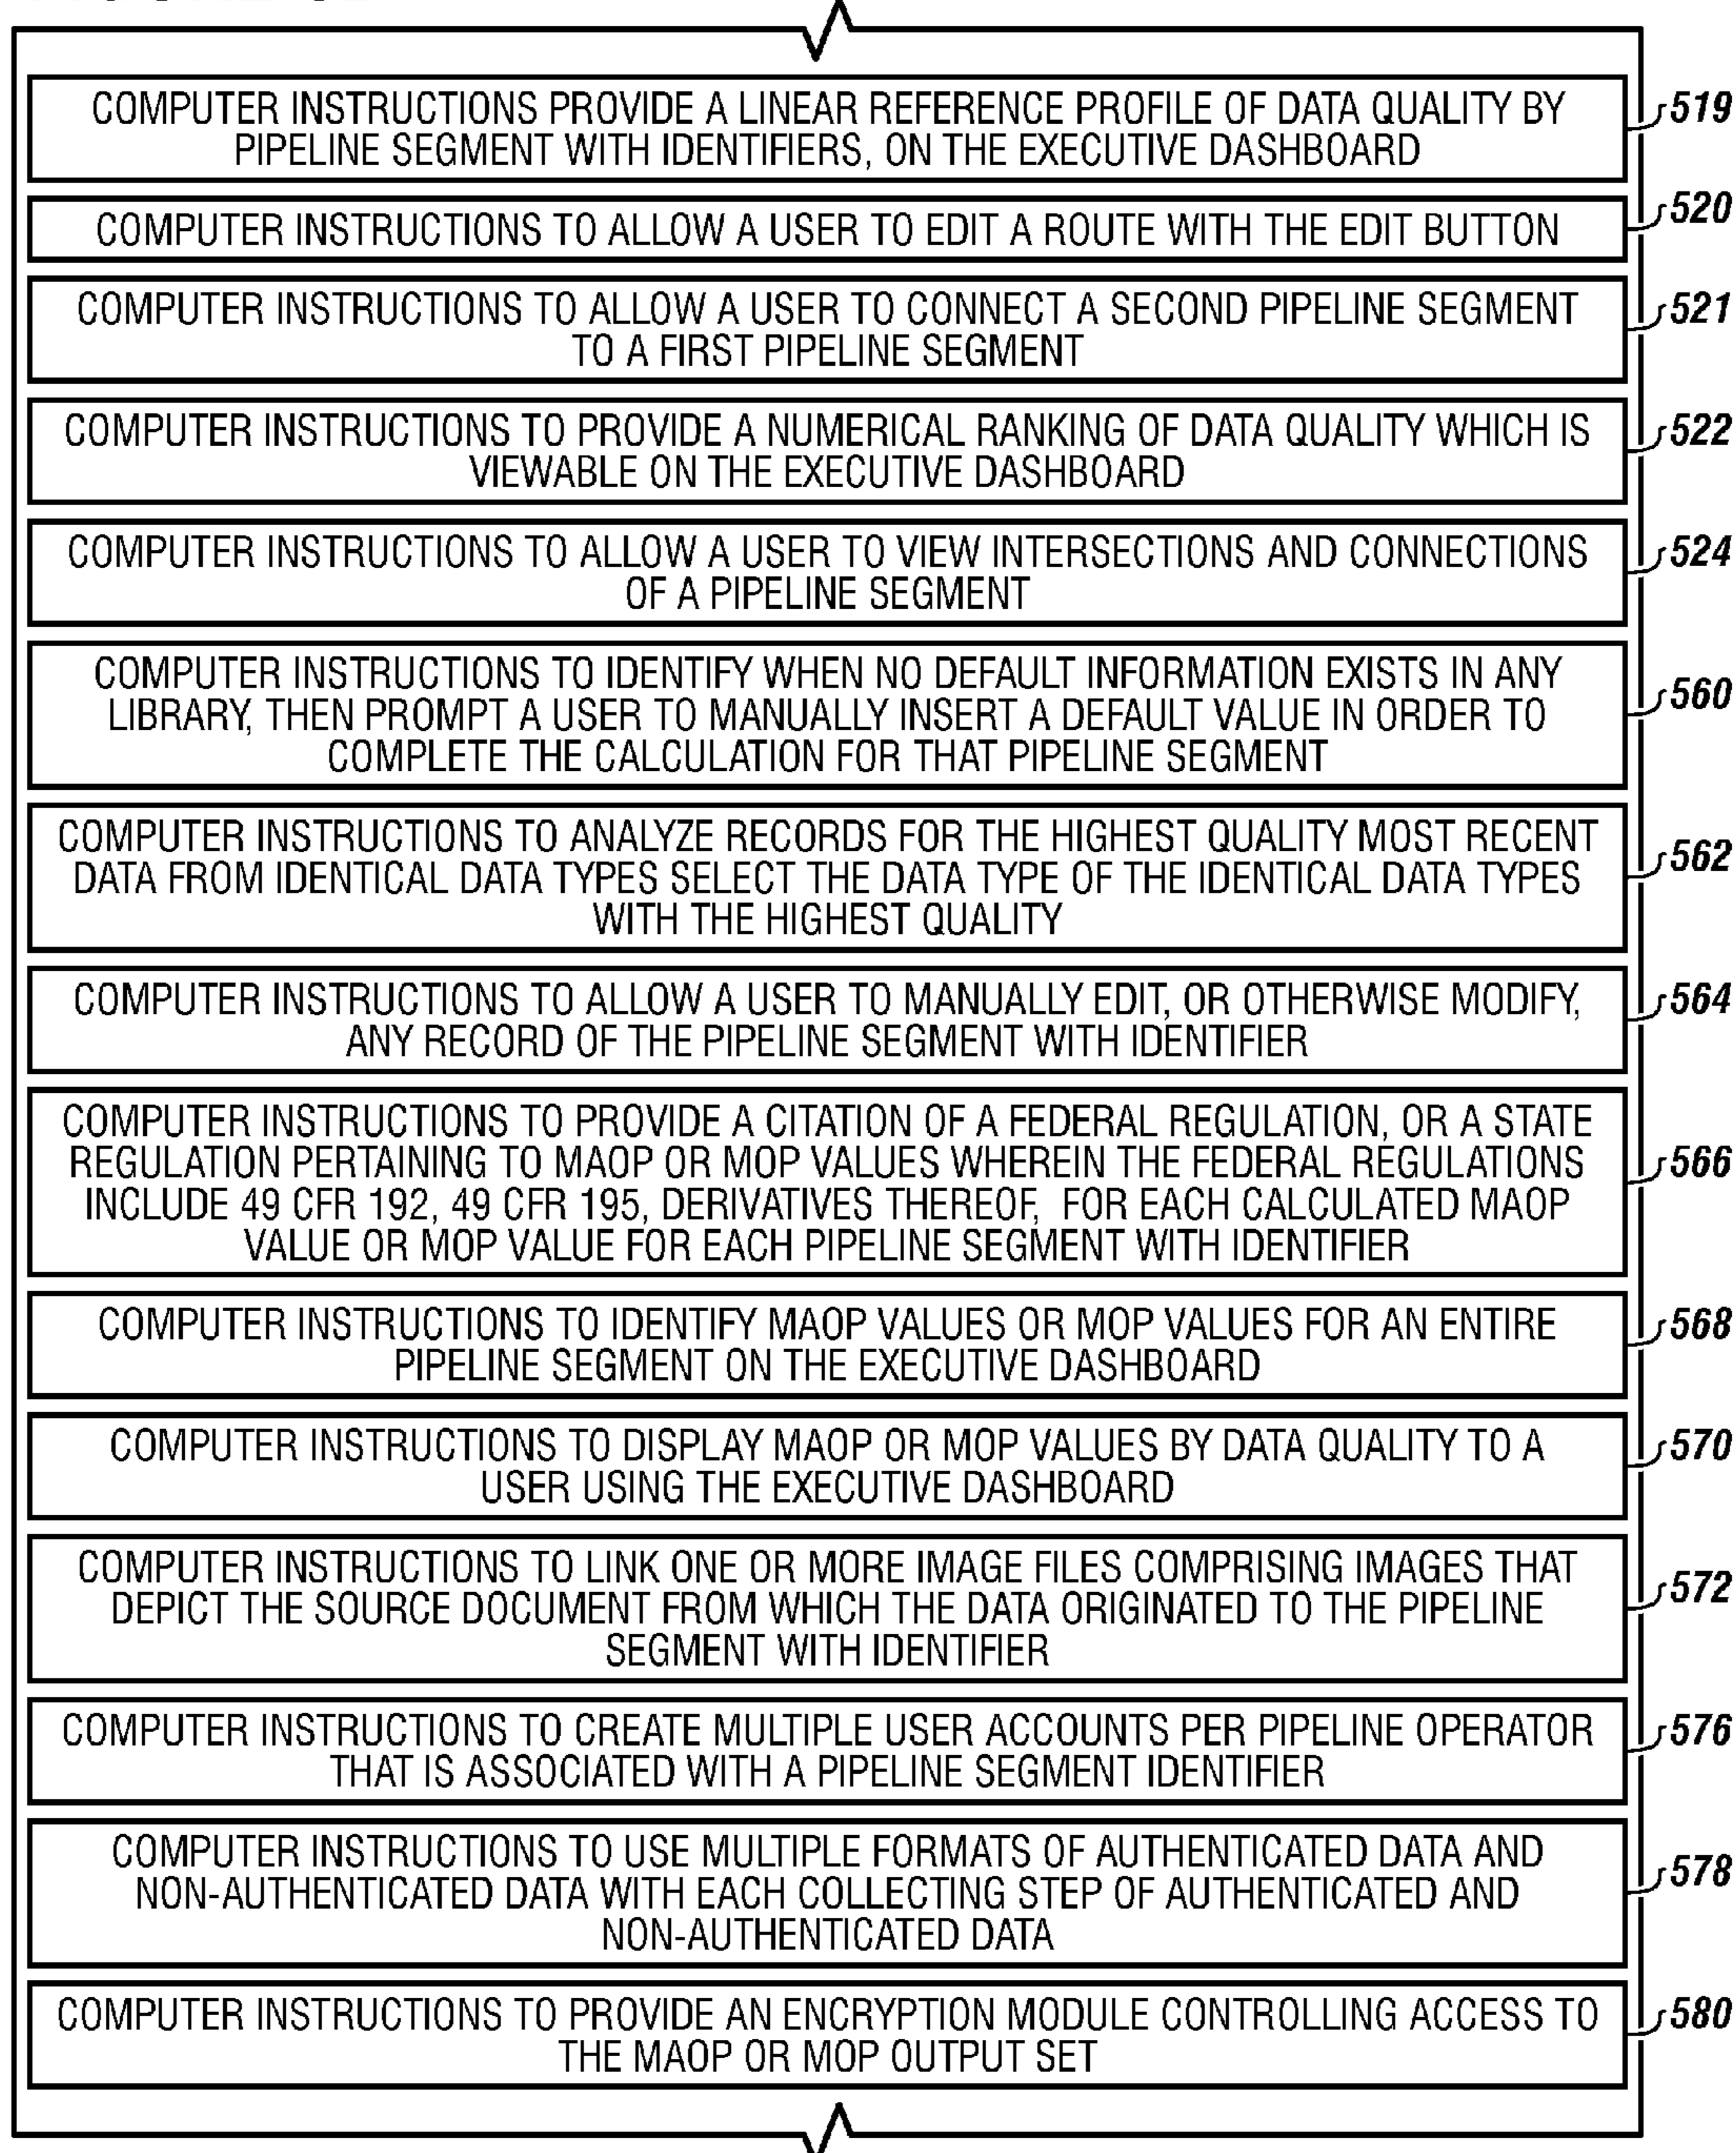 COMPUTER INSTRUCTIONS PROVIDE A LINEAR REFERENCE PROFILE OF DATA QUALITY BY
PIPELINE SEGMENT WITH IDENTIFIERS, ON THE EXECUTIVE DASHBOARD
519
COMPUTER INSTRUCTIONS TO ALLOW A USER TO EDIT A ROUTE WITH THE EDIT BUTTON
520
COMPUTER INSTRUCTIONS TO ALLOW A USER TO CONNECT A SECOND PIPELINE SEGMENT
TO A FIRST PIPELINE SEGMENT
521
COMPUTER INSTRUCTIONS TO PROVIDE A NUMERICAL RANKING OF DATA QUALITY WHICH IS
VIEWABLE ON THE EXECUTIVE DASHBOARD
522
COMPUTER INSTRUCTIONS TO ALLOW A USER TO VIEW INTERSECTIONS AND CONNECTIONS
OF A PIPELINE SEGMENT
524
COMPUTER INSTRUCTIONS TO IDENTIFY WHEN NO DEFAULT INFORMATION EXISTS IN ANY
LIBRARY, THEN PROMPT A USER TO MANUALLY INSERT A DEFAULT VALUE IN ORDER TO
COMPLETE THE CALCULATION FOR THAT PIPELINE SEGMENT
560
COMPUTER INSTRUCTIONS TO ANALYZE RECORDS FOR THE HIGHEST QUALITY MOST RECENT
DATA FROM IDENTICAL DATA TYPES SELECT THE DATA TYPE OF THE IDENTICAL DATA TYPES
WITH THE HIGHEST QUALITY
562
COMPUTER INSTRUCTIONS TO ALLOW A USER TO MANUALLY EDIT, OR OTHERWISE MODIFY,
ANY RECORD OF THE PIPELINE SEGMENT WITH IDENTIFIER
564
COMPUTER INSTRUCTIONS TO PROVIDE A CITATION OF A FEDERAL REGULATION, OR A STATE
REGULATION PERTAINING TO MAOP OR MOP VALUES WHEREIN THE FEDERAL REGULATIONS
INCLUDE 49 CFR 192, 49 CFR 195, DERIVATIVES THEREOF, FOR EACH CALCULATED MAOP
VALUE OR MOP VALUE FOR EACH PIPELINE SEGMENT WITH IDENTIFIER
566
COMPUTER INSTRUCTIONS TO IDENTIFY MAOP VALUES OR MOP VALUES FOR AN ENTIRE
PIPELINE SEGMENT ON THE EXECUTIVE DASHBOARD
568
COMPUTER INSTRUCTIONS TO DISPLAY MAOP OR MOP VALUES BY DATA QUALITY TO A
USER USING THE EXECUTIVE DASHBOARD
570
COMPUTER INSTRUCTIONS TO LINK ONE OR MORE IMAGE FILES COMPRISING IMAGES THAT
DEPICT THE SOURCE DOCUMENT FROM WHICH THE DATA ORIGINATED TO THE PIPELINE
SEGMENT WITH IDENTIFIER
572
COMPUTER INSTRUCTIONS TO CREATE MULTIPLE USER ACCOUNTS PER PIPELINE OPERATOR
THAT IS ASSOCIATED WITH A PIPELINE SEGMENT IDENTIFIER
576
COMPUTER INSTRUCTIONS TO USE MULTIPLE FORMATS OF AUTHENTICATED DATA AND
NON-AUTHENTICATED DATA WITH EACH COLLECTING STEP OF AUTHENTICATED AND
NON-AUTHENTICATED DATA
578
COMPUTER INSTRUCTIONS TO PROVIDE AN ENCRYPTION MODULE CONTROLLING ACCESS TO
THE MAOP OR MOP OUTPUT SET
580